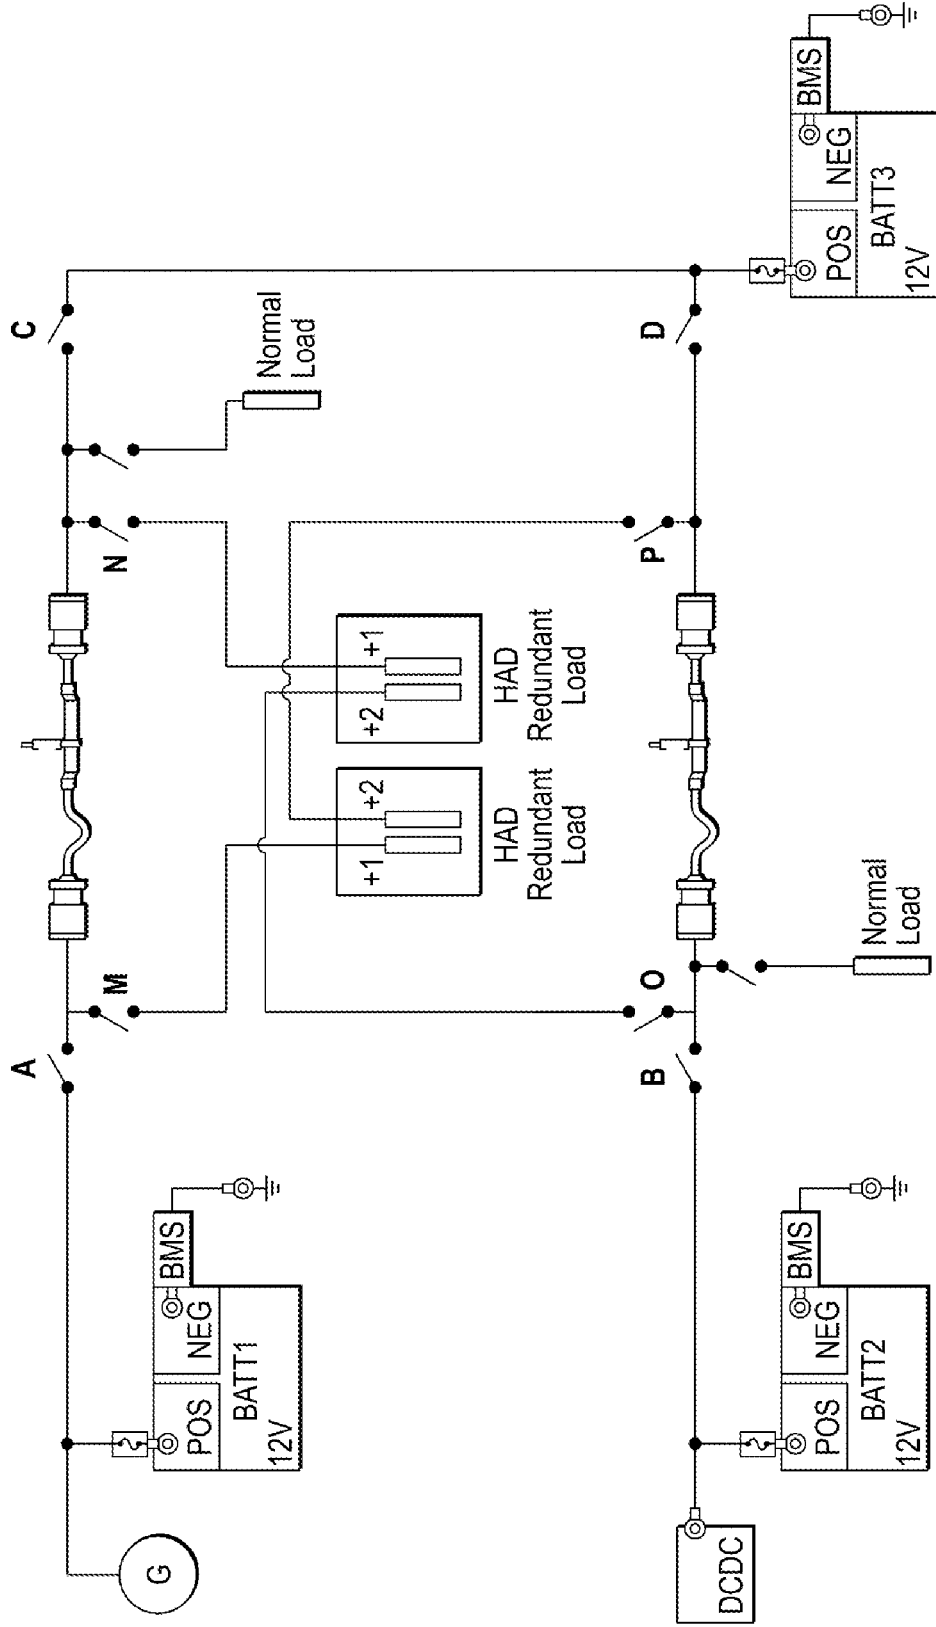 G
POS
NEG
BMS
BATT1
12V
A
M
N
C
Normal
Load
+1
+2
HAD
Redundant
Load
+2
+1
HAD
Redundant
Load
DCDC
POS
NEG
BMS
BATT2
12V
B
O
P
D
Normal
Load
POS
NEG
BMS
BATT3
12V